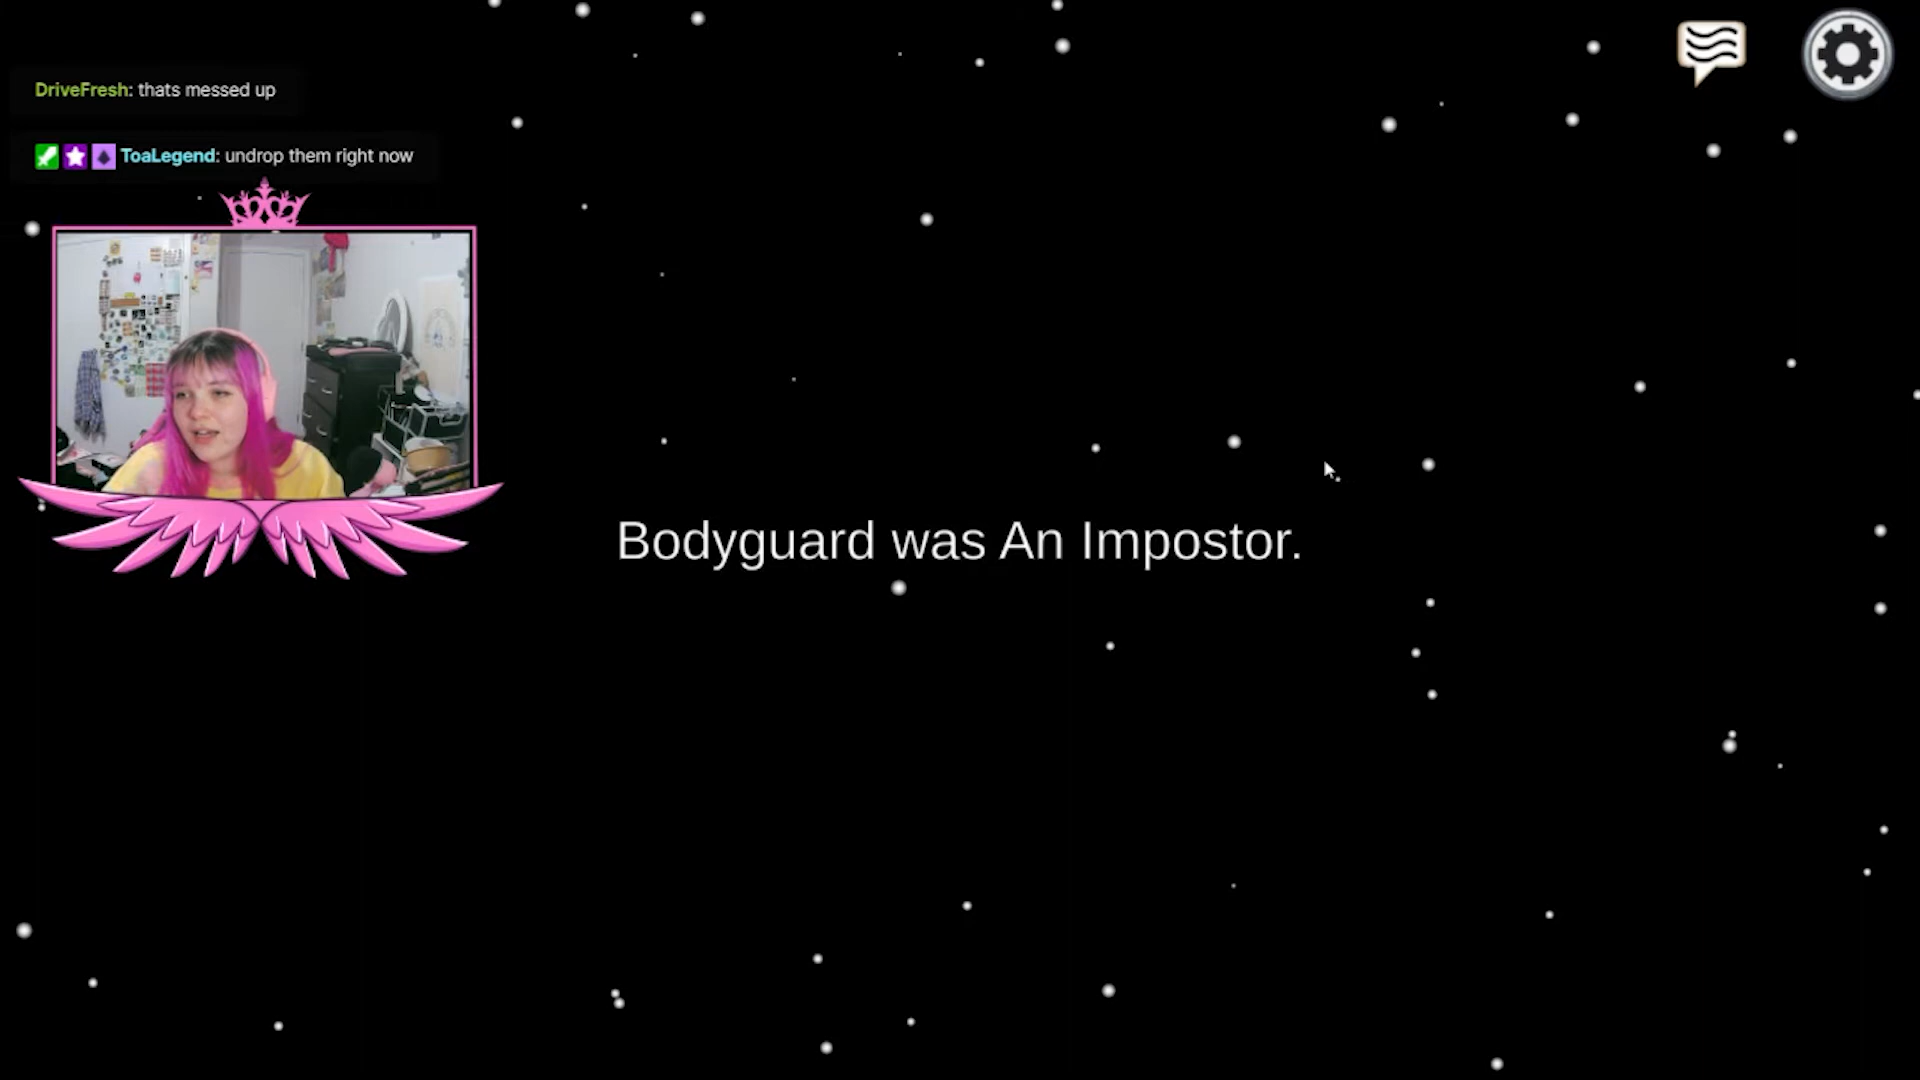 DriveFresh: thats messed up
ToaLegend: undrop them right now
Bodyguard was An Impostor.